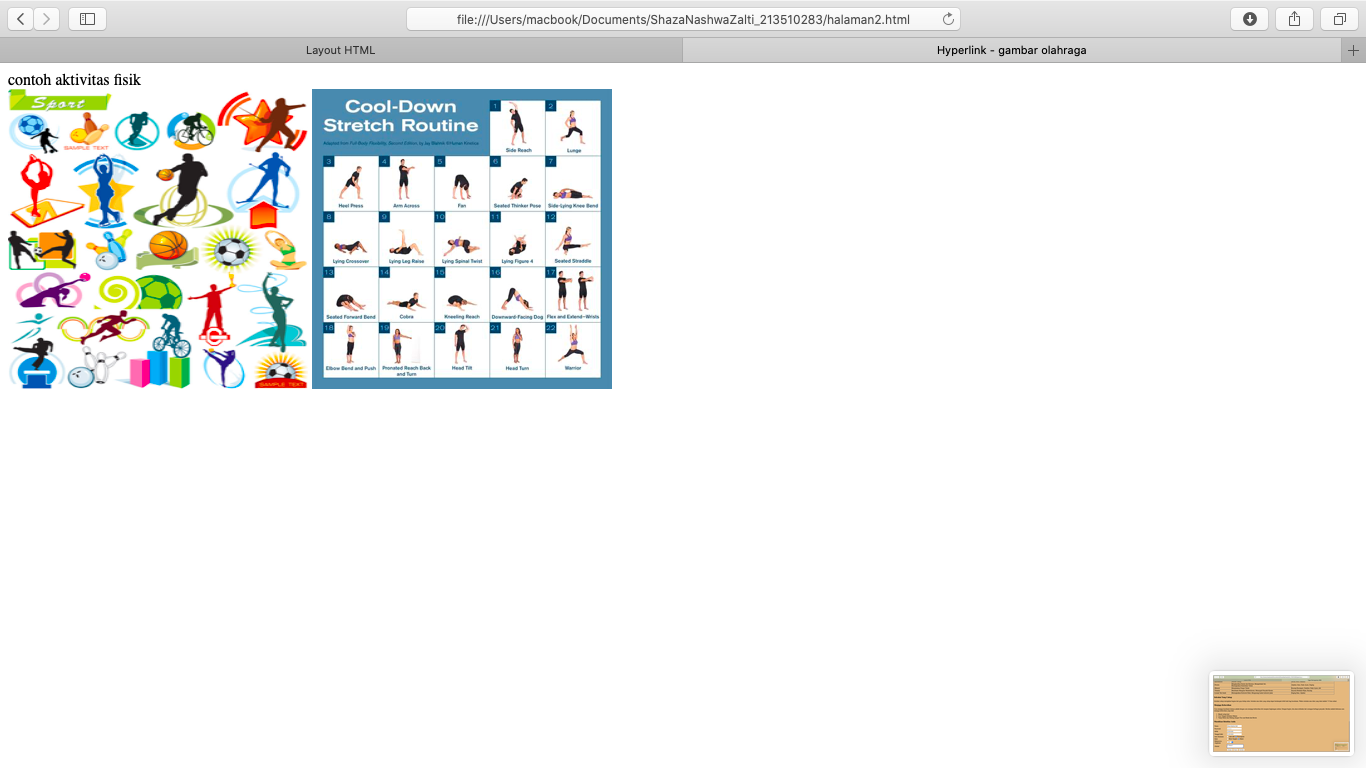 file:///Users/macbook/Documents/ShazaNashwaZalti_213510283/halaman2.html
Layout HTML
Hyperlink - gambar olahraga
contoh aktivitas fisik
Sport
SAMPLE TEXT
SAMPLE TEXT
Cool-Down
Stretch Routine
Adapted from Full-Body Flexibility, Second Edition, by Jay Blahnik
1
Side Reach
2
Lunge
3
Heel Press
4
Arm Across
5
Fan
6
Seated Thinker Pose
7
Side-Lying Knee Bend
8
Lying Crossover
9
Lying Leg Raise
10
Lying Spinal Twist
11
Lying Figure 4
12
Seated Straddle
13
Seated Forward Bend
14
Cobra
15
Kneeling Reach
16
Downward-Facing Dog
17
Flex and Extend—Wrists
18
Elbow Bend and Push
19
Pronated Reach Back
and Turn
20
Head Tilt
21
Head Turn
22
Warrior